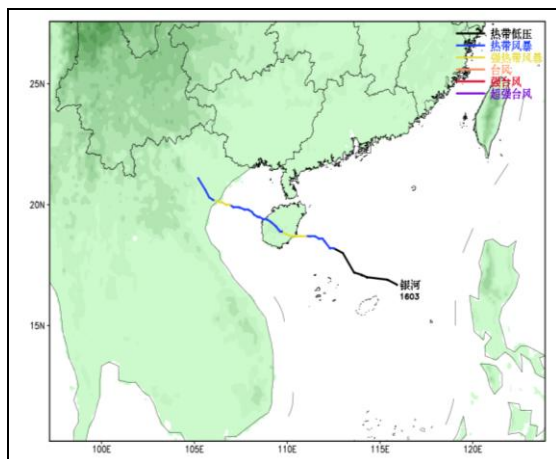 热带低压
热带风暴
强热带风暴
台风
强台风
超强台风
25N
20N
15N
银河
1603
100E
105E
110E
115E
120E